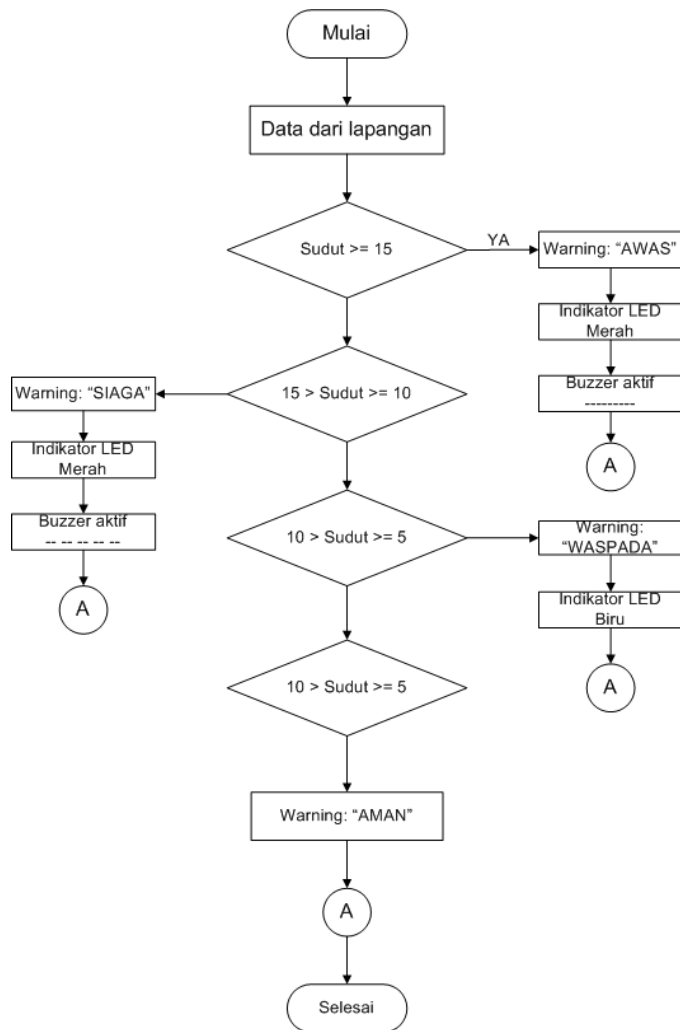 Mulai
Data dari lapangan
Sudut >= 15
YA
Warning: “AWAS”
Indikator LED
Merah
Buzzer aktif
---------
A
15 > Sudut >= 10
Warning: “SIAGA”
Indikator LED
Merah
Buzzer aktif
-- -- -- -- --
A
10 > Sudut >= 5
Warning:
“WASPADA”
Indikator LED
Biru
A
10 > Sudut >= 5
Warning: “AMAN”
A
Selesai